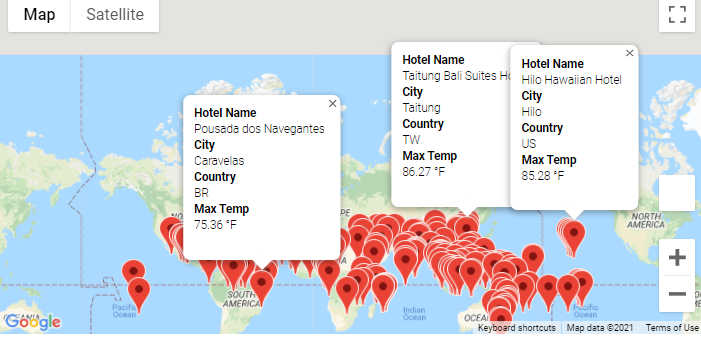 Map
Satellite
Hotel Name
Pousada dos Navegantes
City
Caravelas
Country
BR
Max Temp
75.36 °F
Hotel Name
Taitung Bali Suites Ho
City
Taitung
Country
TW
Max Temp
86.27 °F
Hotel Name
Hilo Hawaiian Hotel
City
Hilo
Country
US
Max Temp
85.28 °F
NORTH
AMERICA
SOUTH
AMERICA
Pacific
Ocean
Indian
Ocean
Pacific
Ocean
Google
Keyboard shortcuts
Map data ©2021
Terms of Use